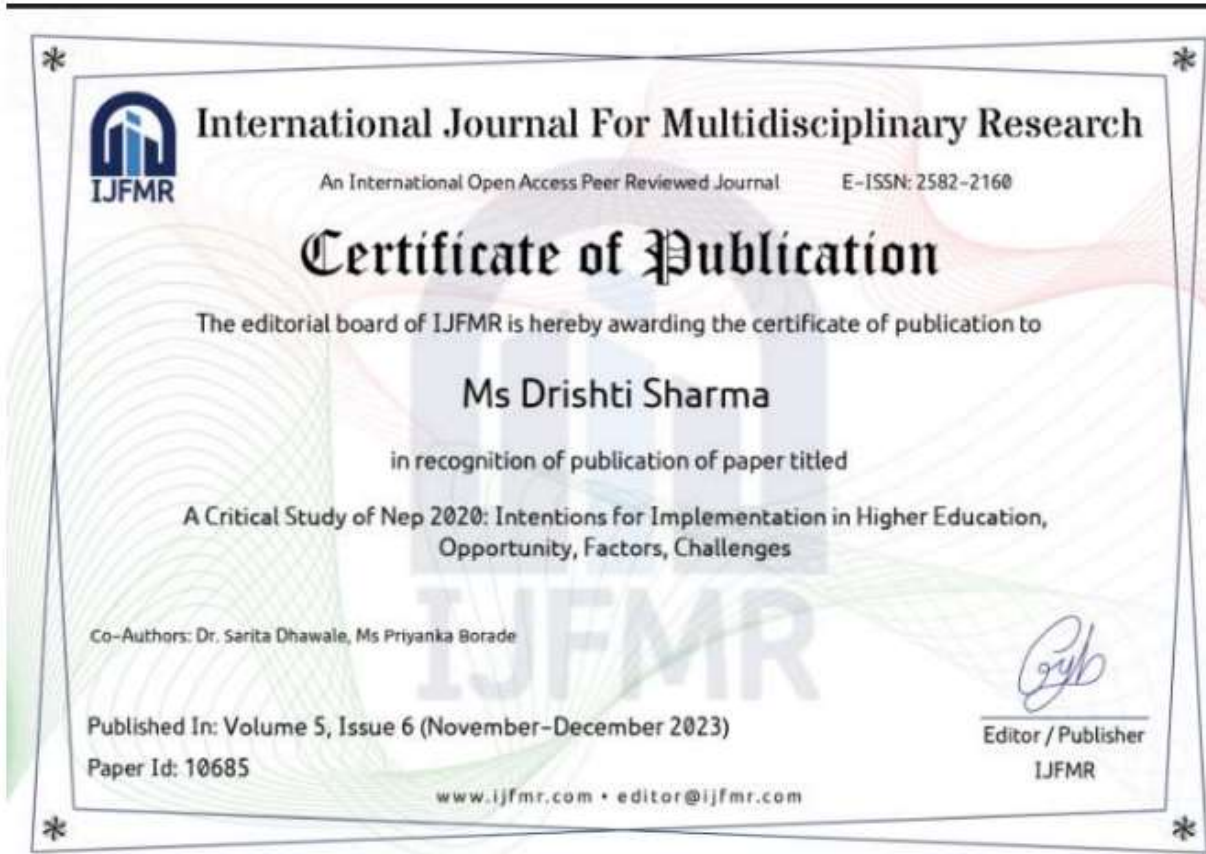 International Journal For Multidisciplinary Research
IJFMR
An International Open Access Peer Reviewed Journal E-ISSN: 2582-2160
Certificate of Publication
The editorial board of IJFMR is hereby awarding the certificate of publication to
Ms Drishti Sharma
in recognition of publication of paper titled
A Critical Study of Nep 2020: Intentions for Implementation in Higher Education,
Opportunity, Factors, Challenges
IJFMR
Co-Authors: Dr. Sarita Dhawale, Ms Priyanka Borade
Published In: Volume 5, Issue 6 (November-December 2023)
Paper Id: 10685
Editor / Publisher
IJFMR
www.ijfmr.com • editor@ijfmr.com